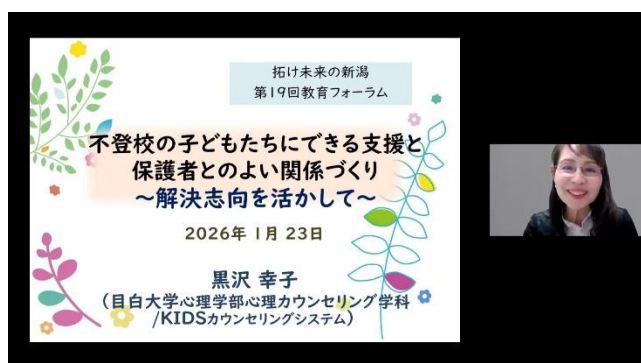 拓け未来の新潟
第19回教育フォーラム
不登校の子どもたちにできる支援と
保護者とのよい関係づくり
～解決志向を活かして～
2026年 1月 23日
黒沢 幸子
(目白大学心理学部心理カウンセリング学科
/KIDSカウンセリングシステム)